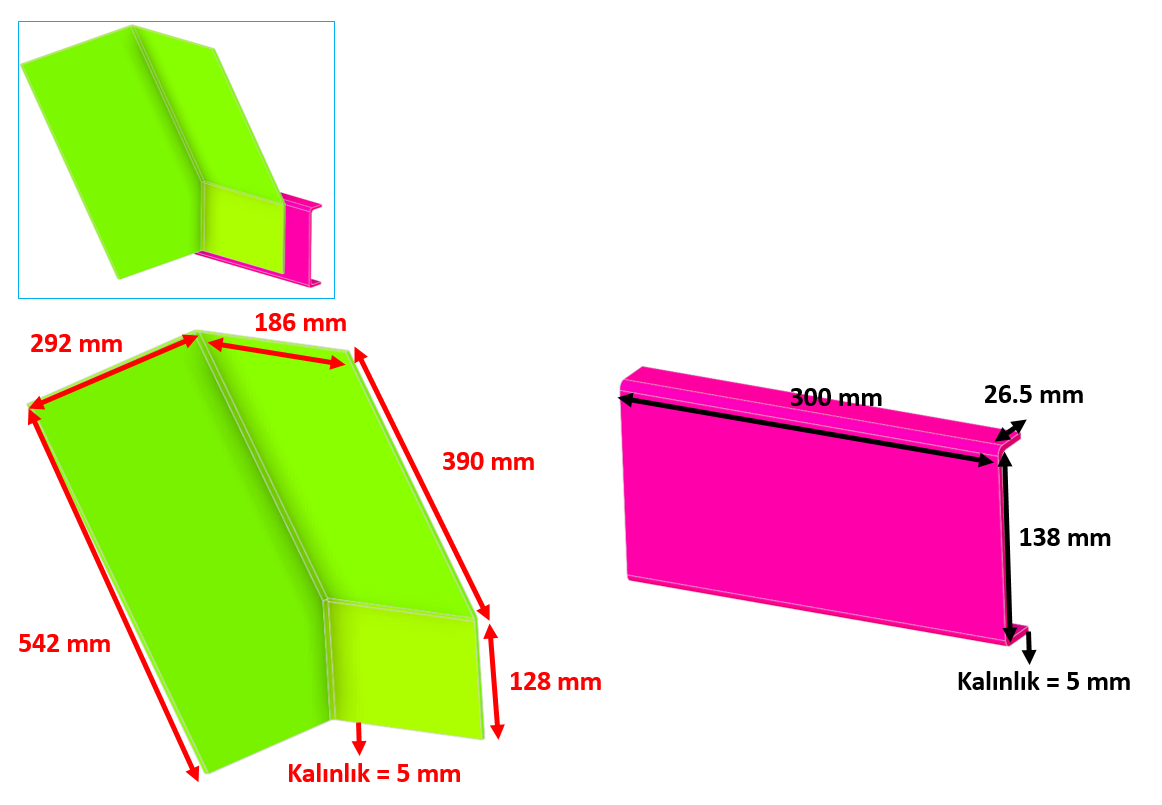 186 mm
292 mm
300 mm
26.5 mm
390 mm
138 mm
542 mm
128 mm
Kalınlık = 5 mm
Kalınlık = 5 mm